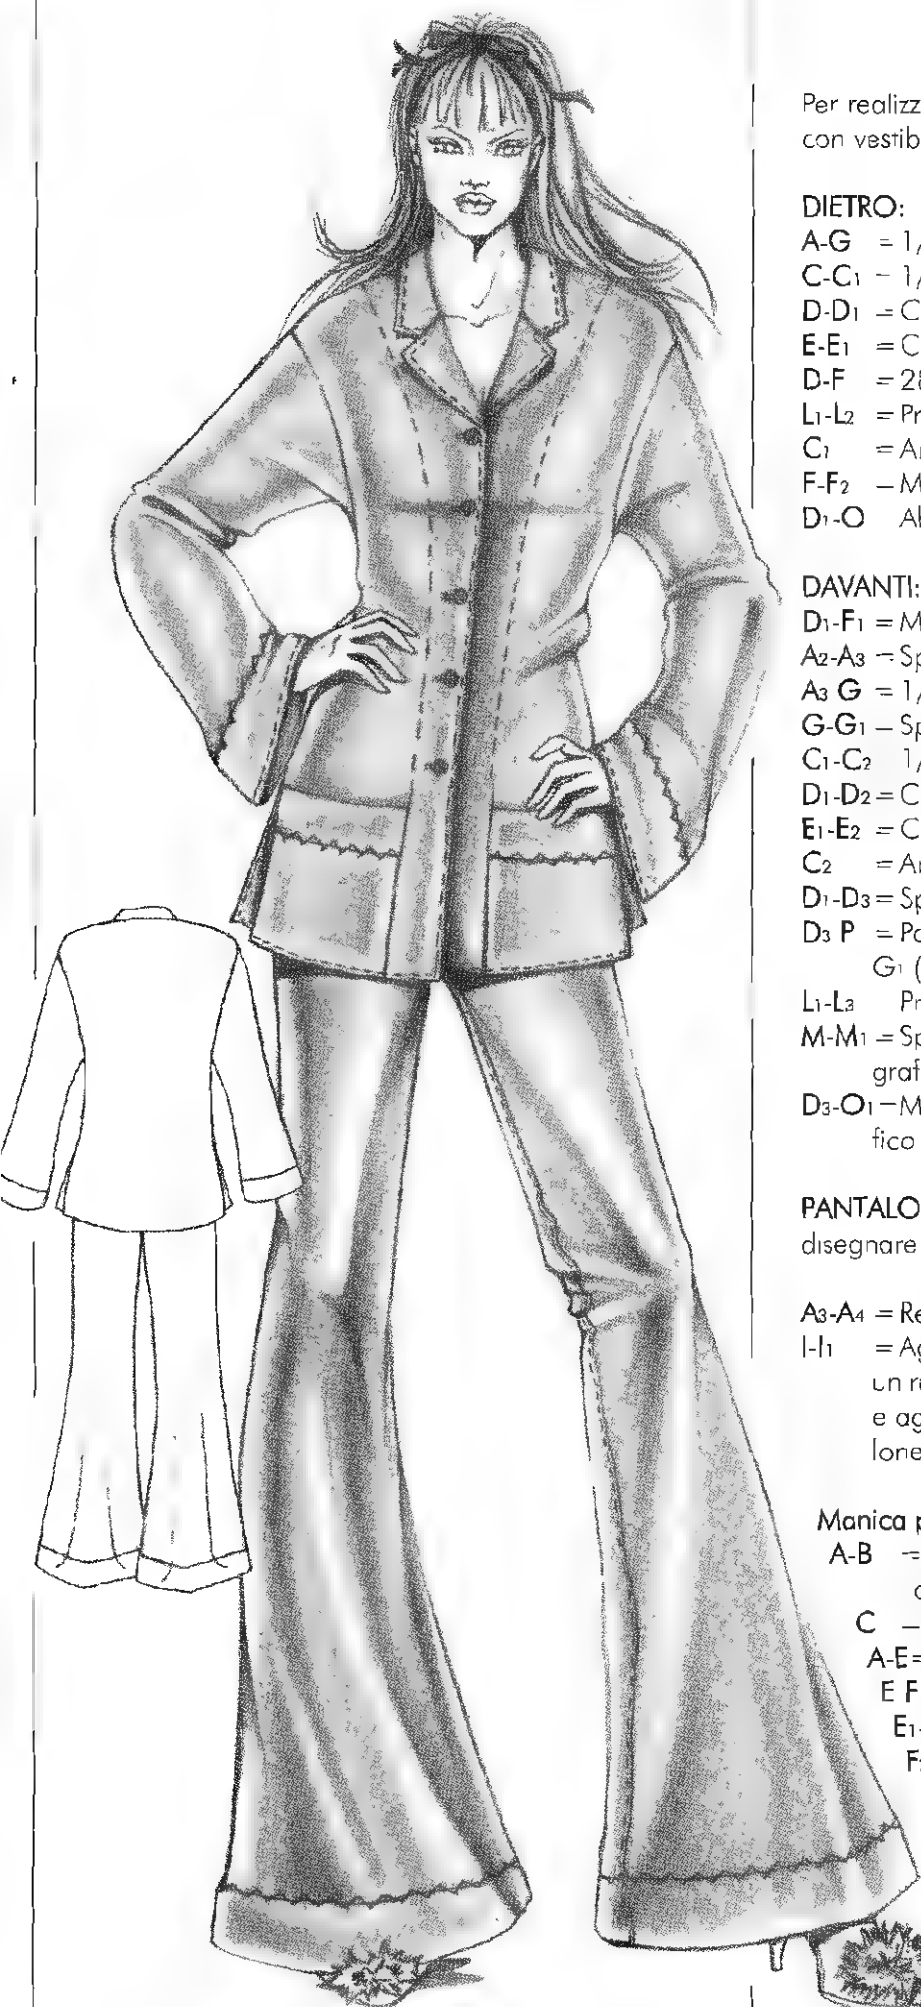 Per realizz
con vestib
DIETRO:
A-G = 1/
C-C1 – 1/
D-D1 = C
E-E1 = C
D-F = 28
L1-L2 = Pr
C1 = Ar
F-F2 – M
D1-O Al
DAVANTI:
D1-F1 = M
A2-A3 – Sp
A3 G = 1/
G-G1 – Sp
C1-C2 1/
D1-D2 = C
E1-E2 = C
C2 = Ar
D1-D3 = Sp
D3 P = Po
G1 (
L1-L3 Pr
M-M1 = Sp
graf
D3-O1 – M
fico
PANTALO
disegnare
A3-A4 = Re
I-I1 = Ag
un re
e ag
lone
Manica p
A-B =
C –
A-E =
E F
E1-